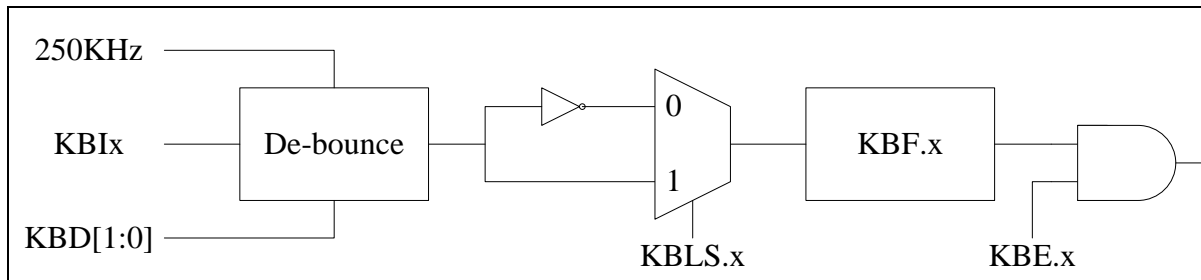 250KHz
KBIx
De-bounce
KBD[1:0]
0
1
KBLS.x
KBF.x
KBE.x